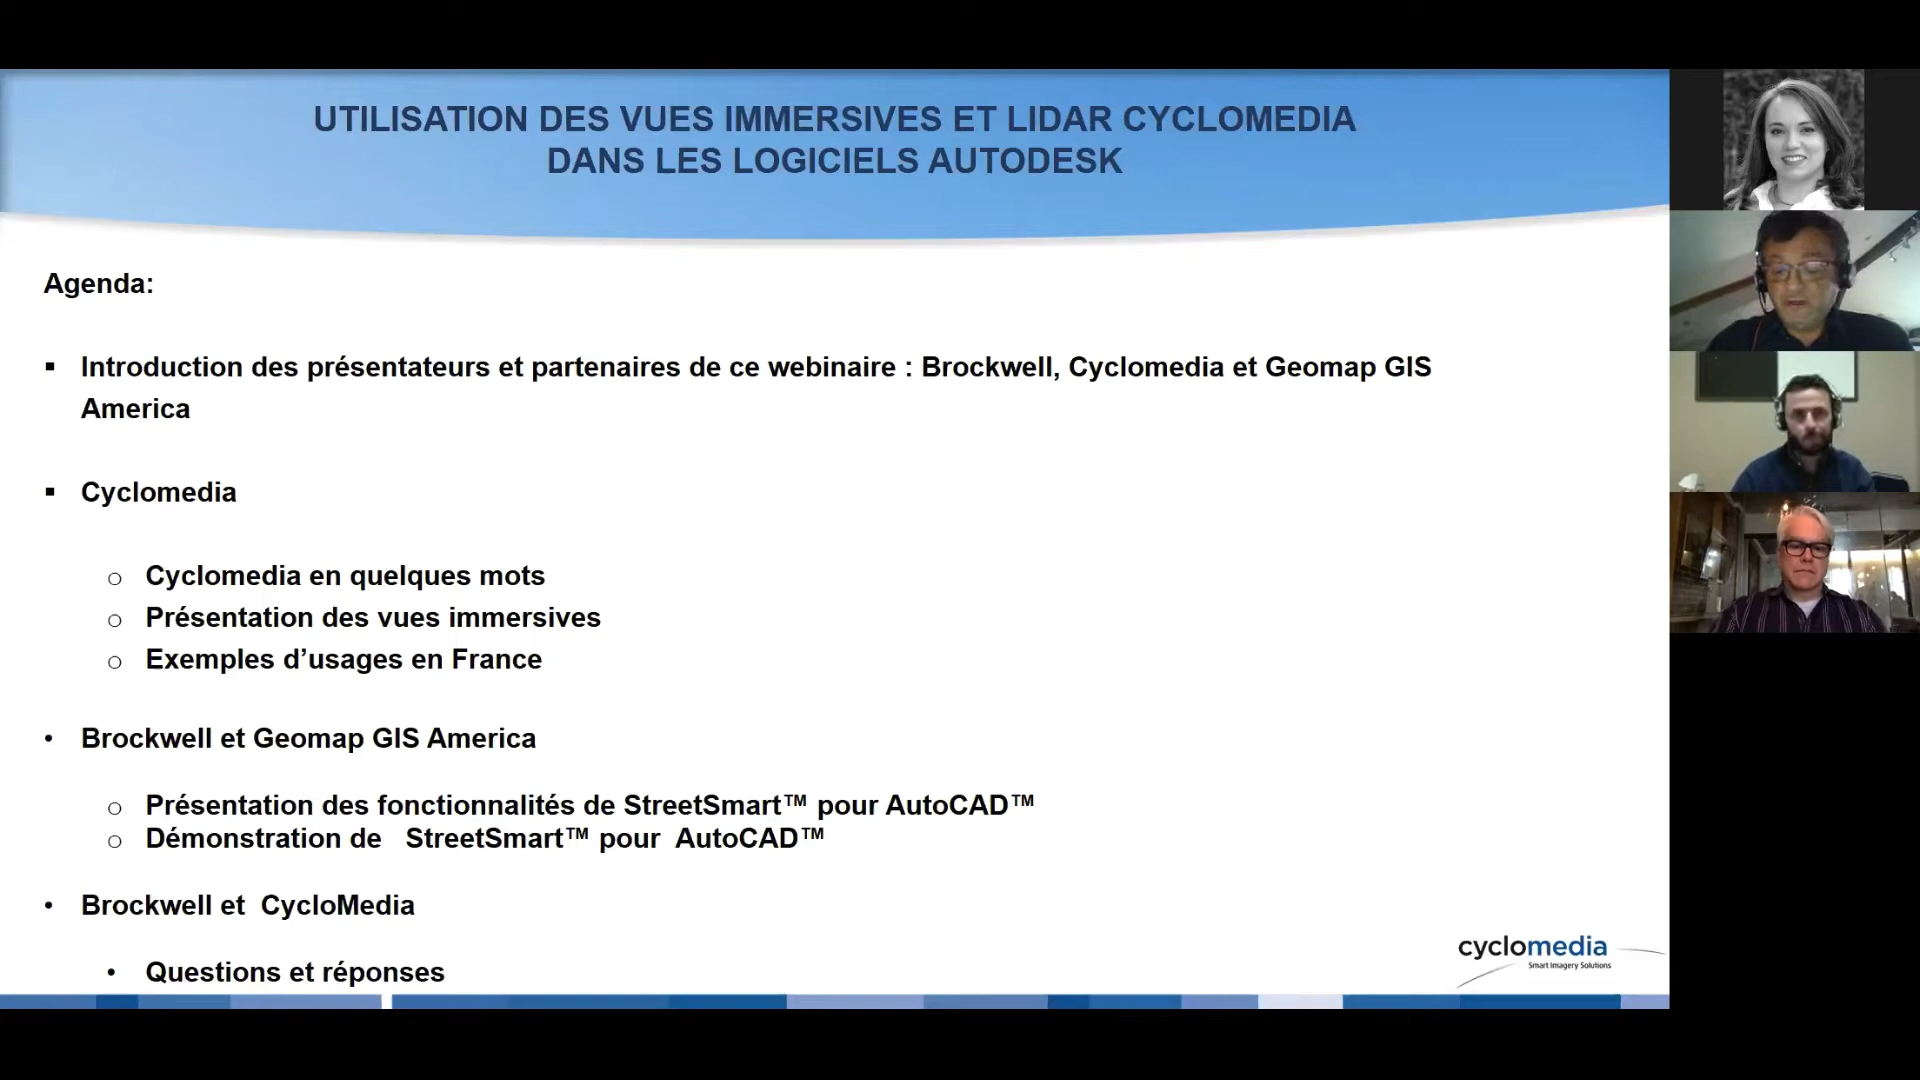 UTILISATION DES VUES IMMERSIVES ET LIDAR CYCLOMEDIA
DANS LES LOGICIELS AUTODESK
Agenda:
▪ Introduction des présentateurs et partenaires de ce webinaire : Brockwell, Cyclomedia et Geomap GIS
America
▪ Cyclomedia
o Cyclomedia en quelques mots
o Présentation des vues immersives
o Exemples d’usages en France
• Brockwell et Geomap GIS America
o Présentation des fonctionnalités de StreetSmart™ pour AutoCAD™
o Démonstration de StreetSmart™ pour AutoCAD™
• Brockwell et CycloMedia
• Questions et réponses
cyclomedia
Smart Imagery Solutions